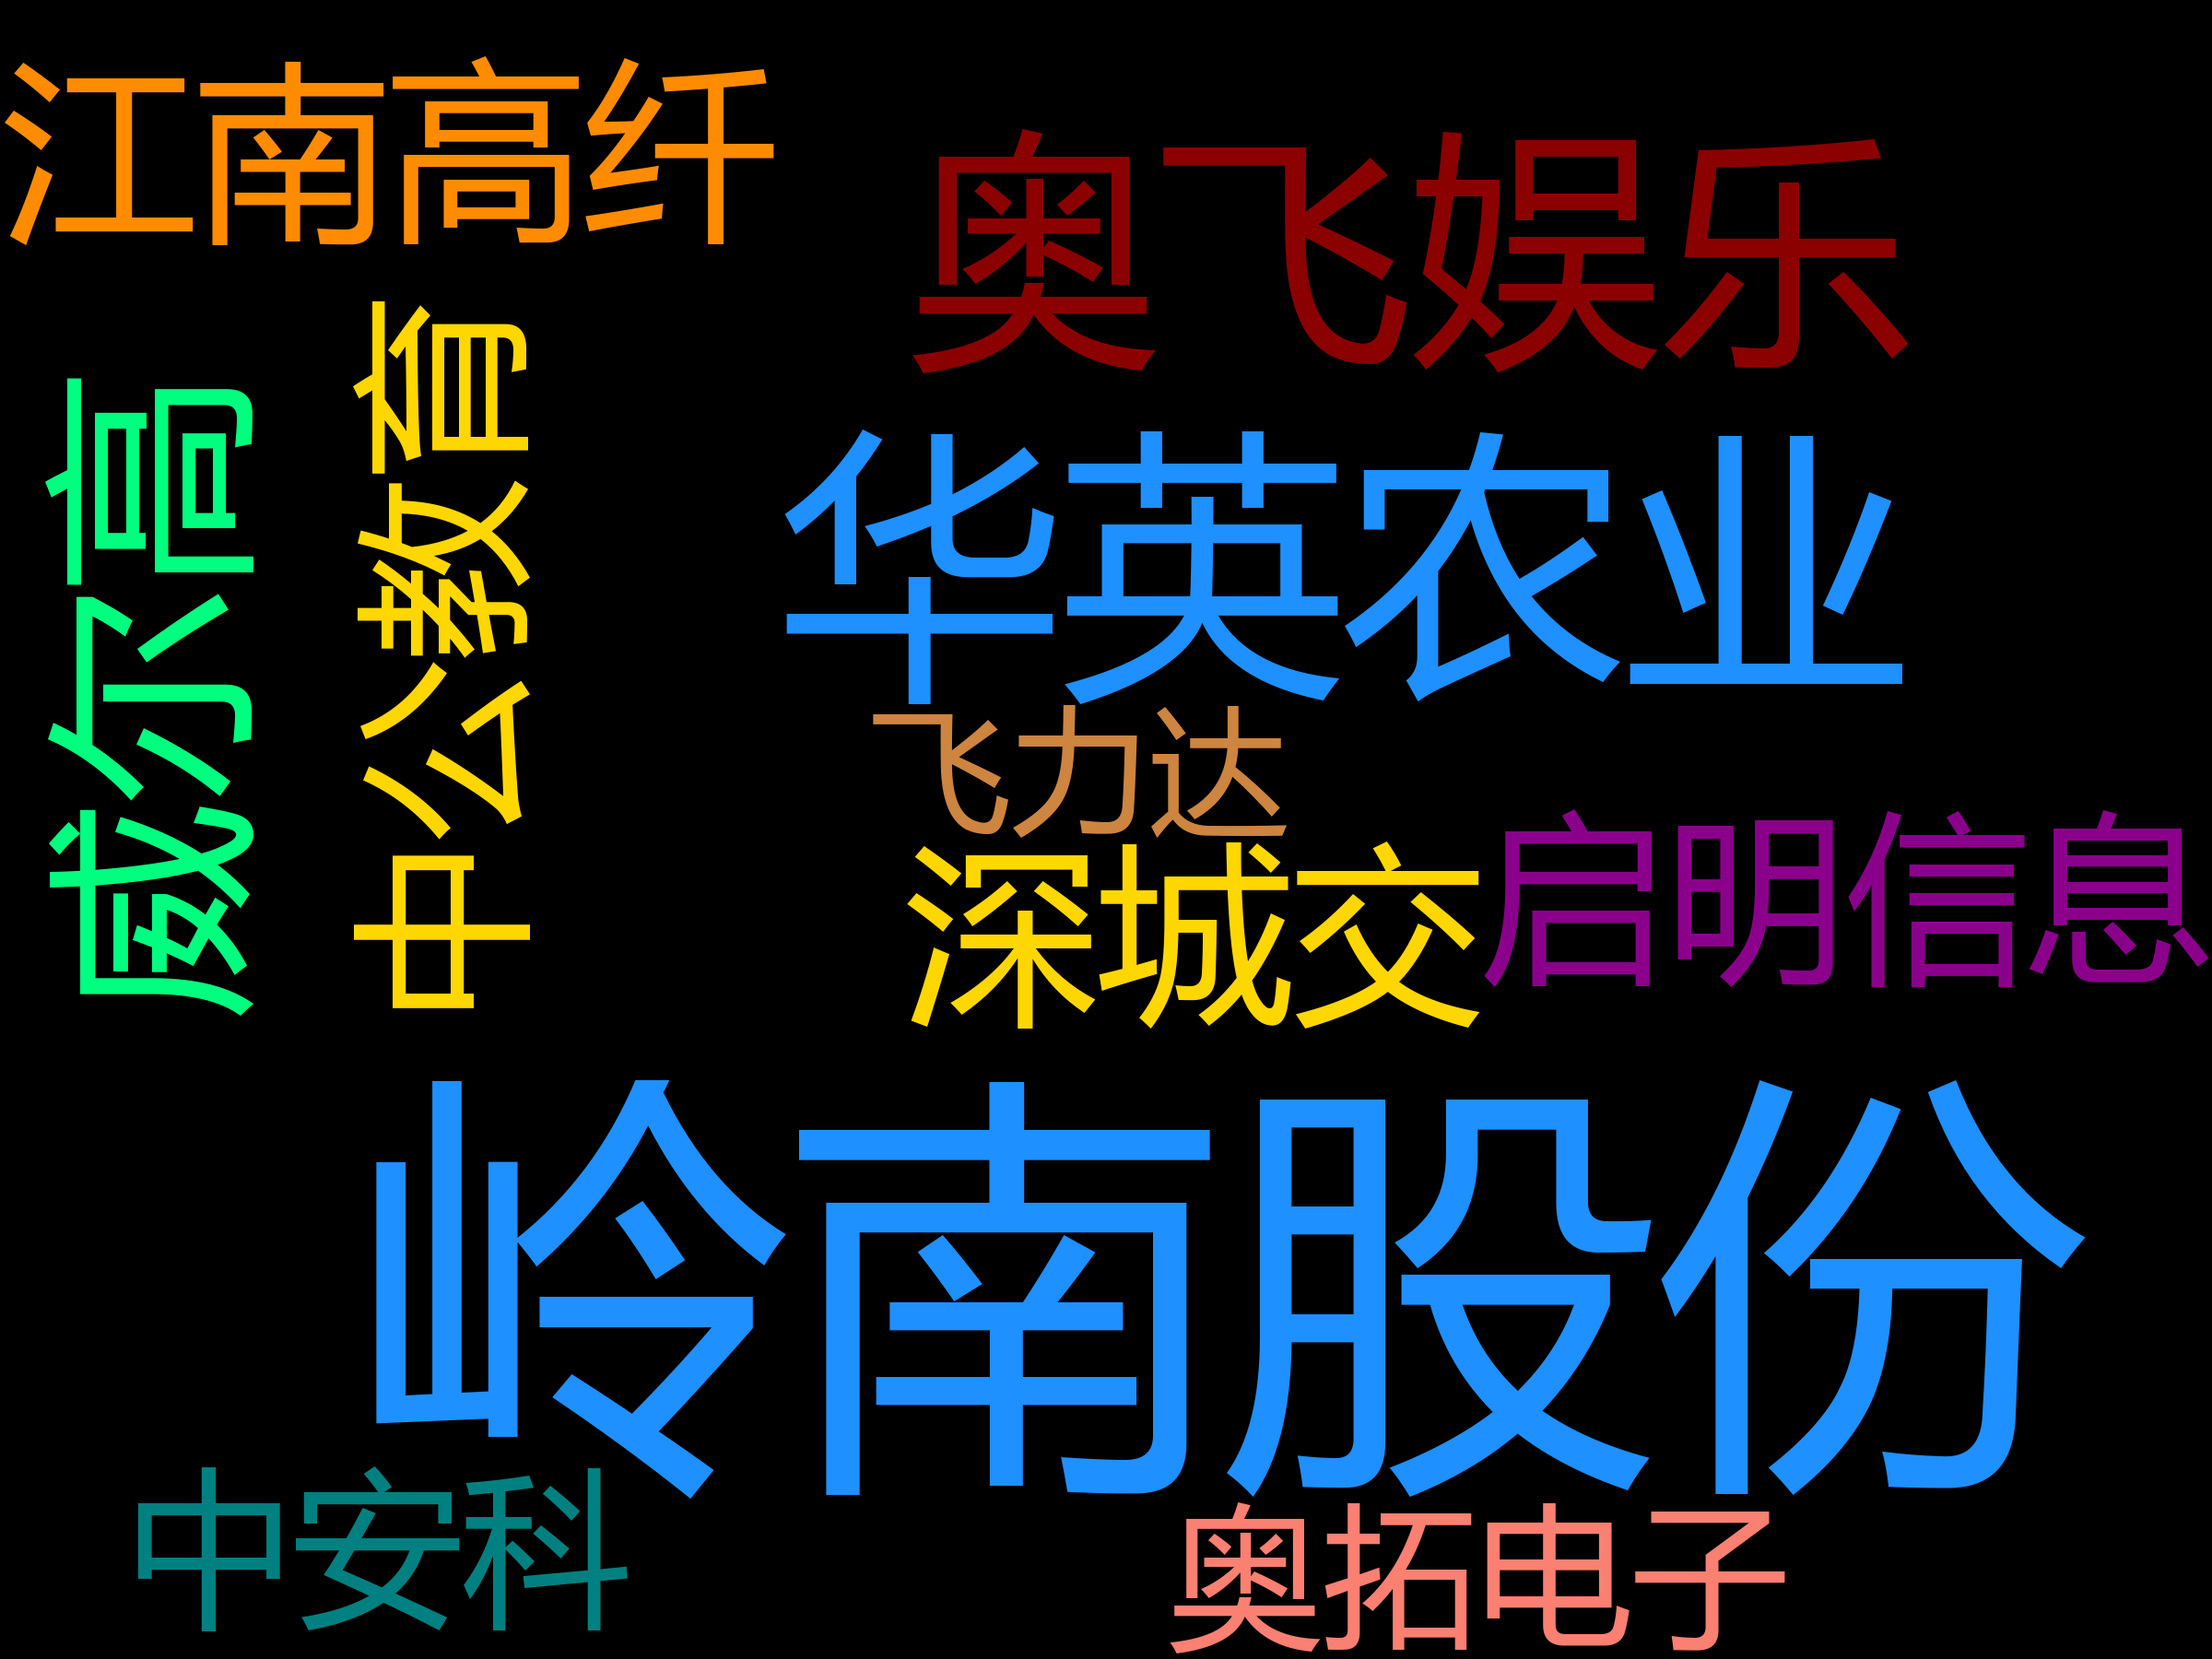 江南高纤
奥飞娱乐
威尔高
中公教育
华英农业
飞力达
深城交
启明信息
岭南股份
中安科
奥拓电子